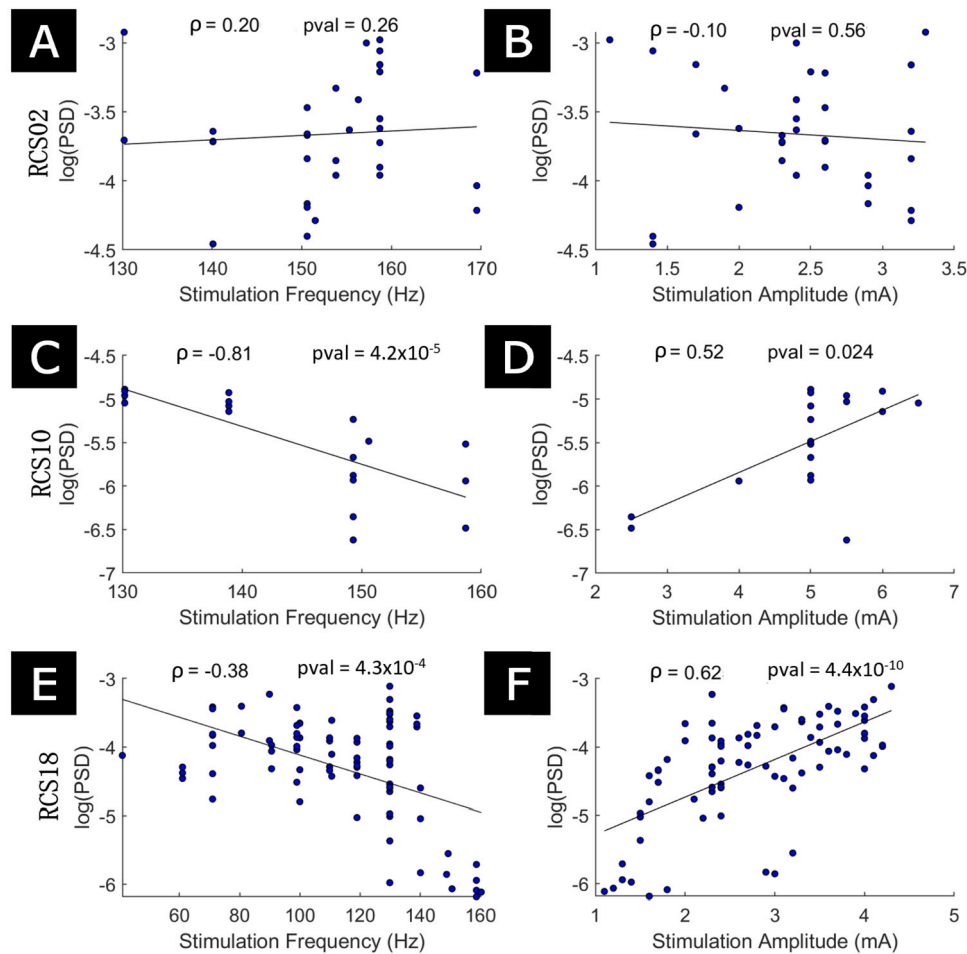 A
ρ = 0.20 pval = 0.26
-3
-3.5
-4
-4.5
130 140 150 160 170
RCS02
log(PSD)
Stimulation Frequency (Hz)
B
ρ = -0.10 pval = 0.56
-3
-3.5
-4
-4.5
1 1.5 2 2.5 3 3.5
log(PSD)
Stimulation Amplitude (mA)
C
ρ = -0.81 pval = 4.2x10⁻⁵
-4.5
-5
-5.5
-6
-6.5
-7
130 140 150 160
RCS10
log(PSD)
Stimulation Frequency (Hz)
D
ρ = 0.52 pval = 0.024
-4.5
-5
-5.5
-6
-6.5
-7
2 3 4 5 6 7
log(PSD)
Stimulation Amplitude (mA)
E
ρ = -0.38 pval = 4.3x10⁻⁴
-3
-4
-5
-6
60 80 100 120 140 160
RCS18
log(PSD)
Stimulation Frequency (Hz)
F
ρ = 0.62 pval = 4.4x10⁻¹⁰
-3
-4
-5
-6
1 2 3 4 5
log(PSD)
Stimulation Amplitude (mA)